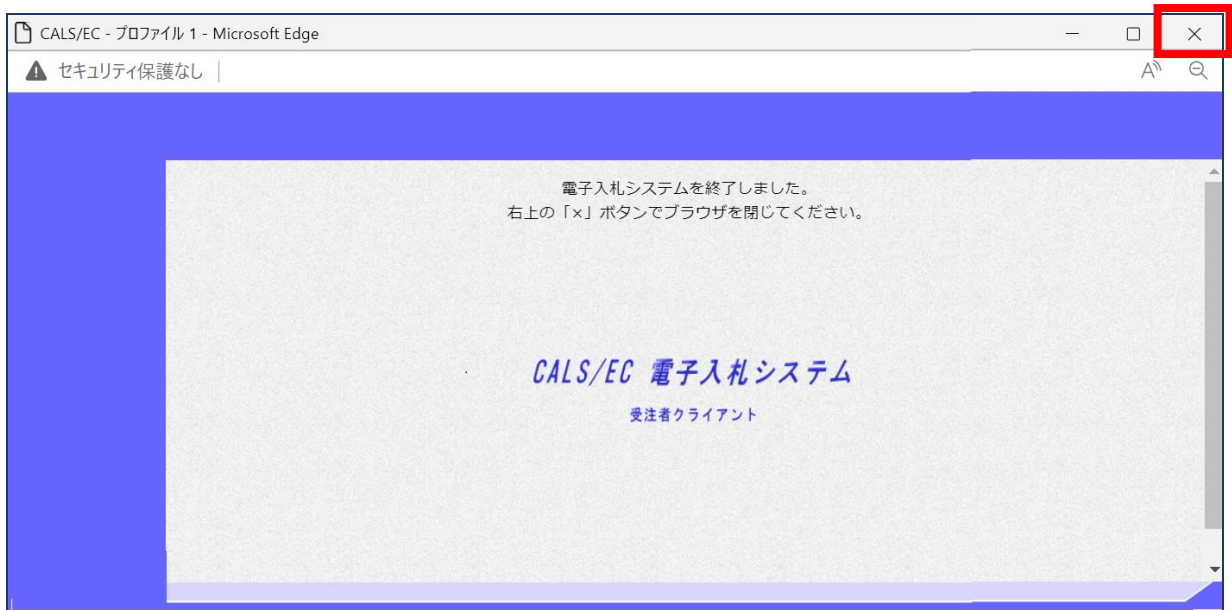 CALS/EC - プロファイル 1 - Microsoft Edge
セキュリティ保護なし
電子入札システムを終了しました。
右上の「×」ボタンでブラウザを閉じてください。
CALS/EC 電子入札システム
受注者クライアント